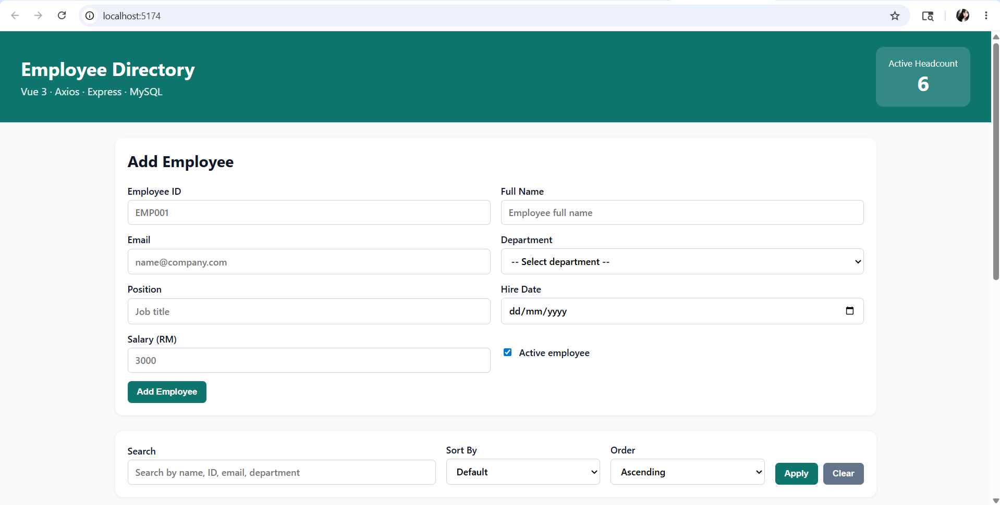 localhost:5174
Employee Directory
Vue 3 · Axios · Express · MySQL
Active Headcount
6
Add Employee
Employee ID
Full Name
EMP001
Employee full name
Email
Department
name@company.com
-- Select department --
Position
Hire Date
Job title
dd/mm/yyyy
Salary (RM)
3000
Active employee
Add Employee
Search
Sort By
Order
Search by name, ID, email, department
Default
Ascending
Apply
Clear